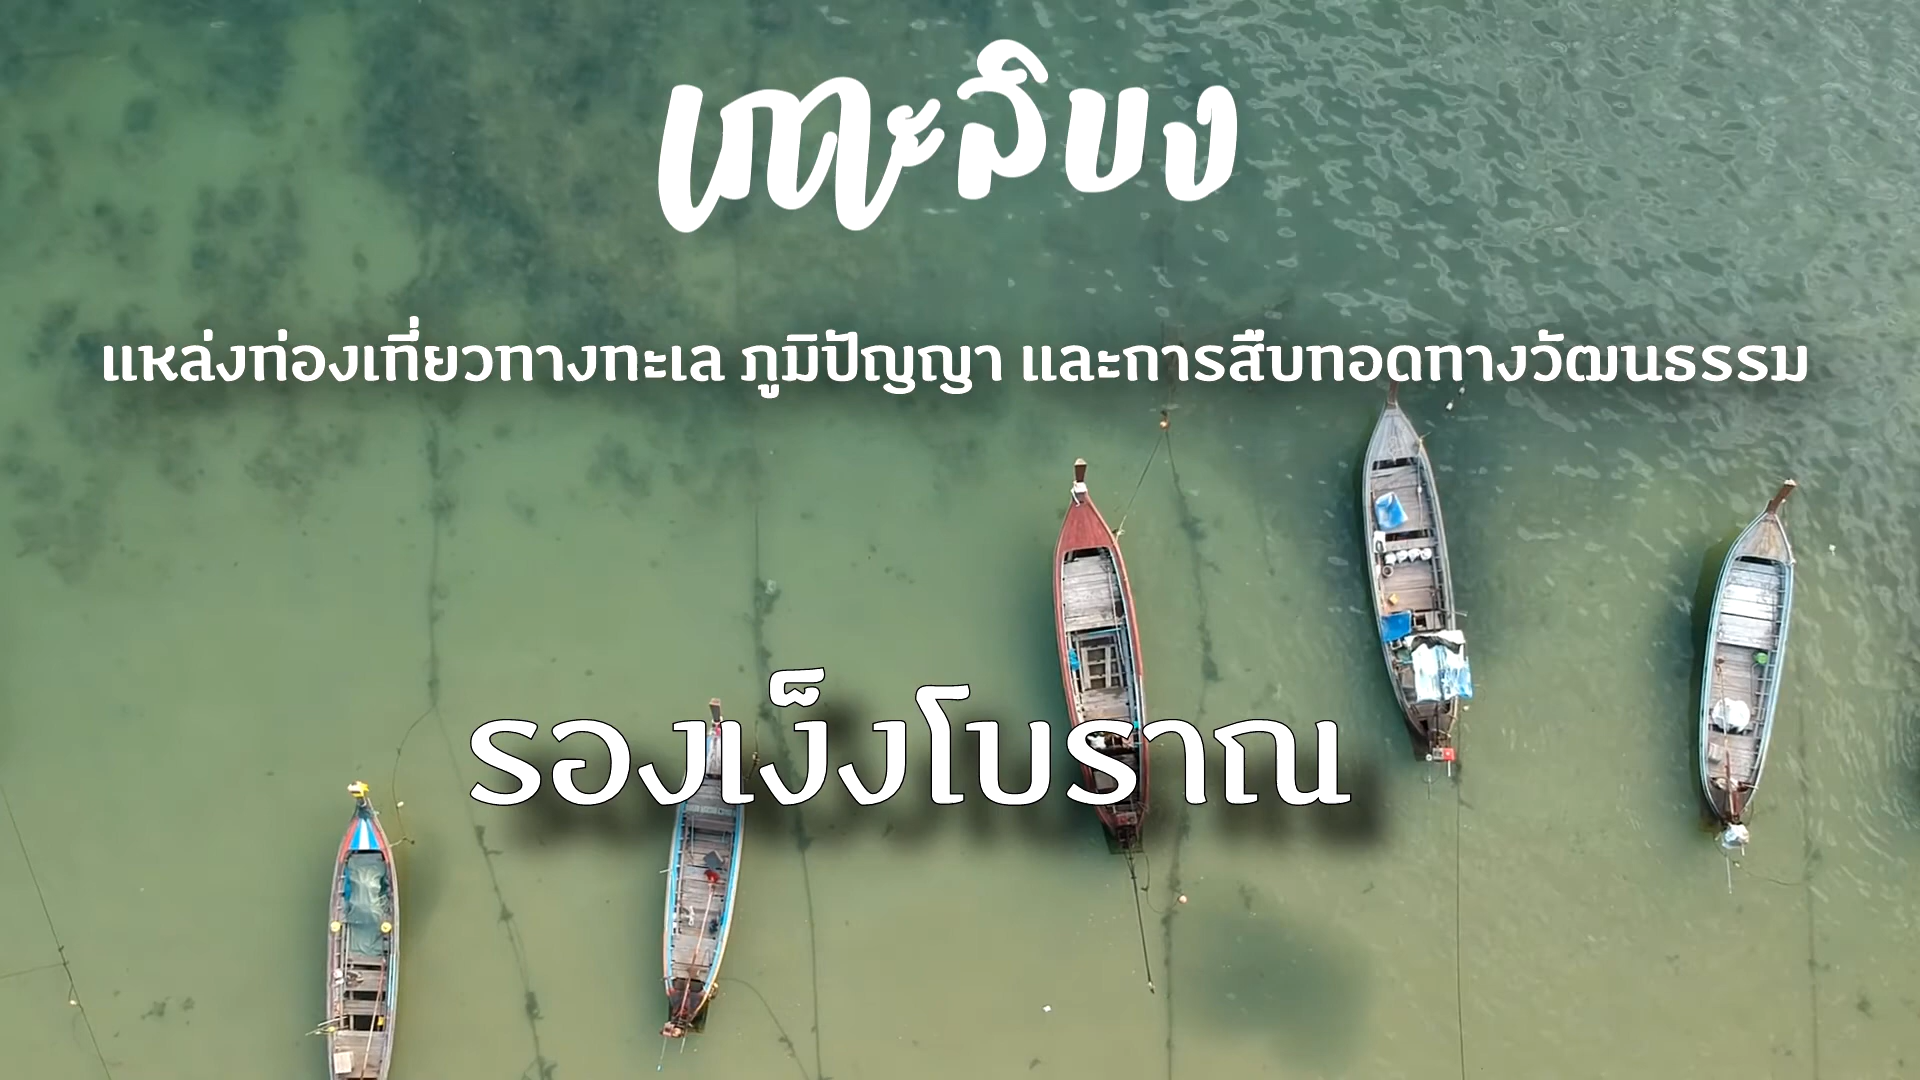 เกาะลิบง
แหล่งท่องเที่ยวทางทะเล ภูมิปัญญา และการสืบทอดทางวัฒนธรรม
รองเง็งโบราณ